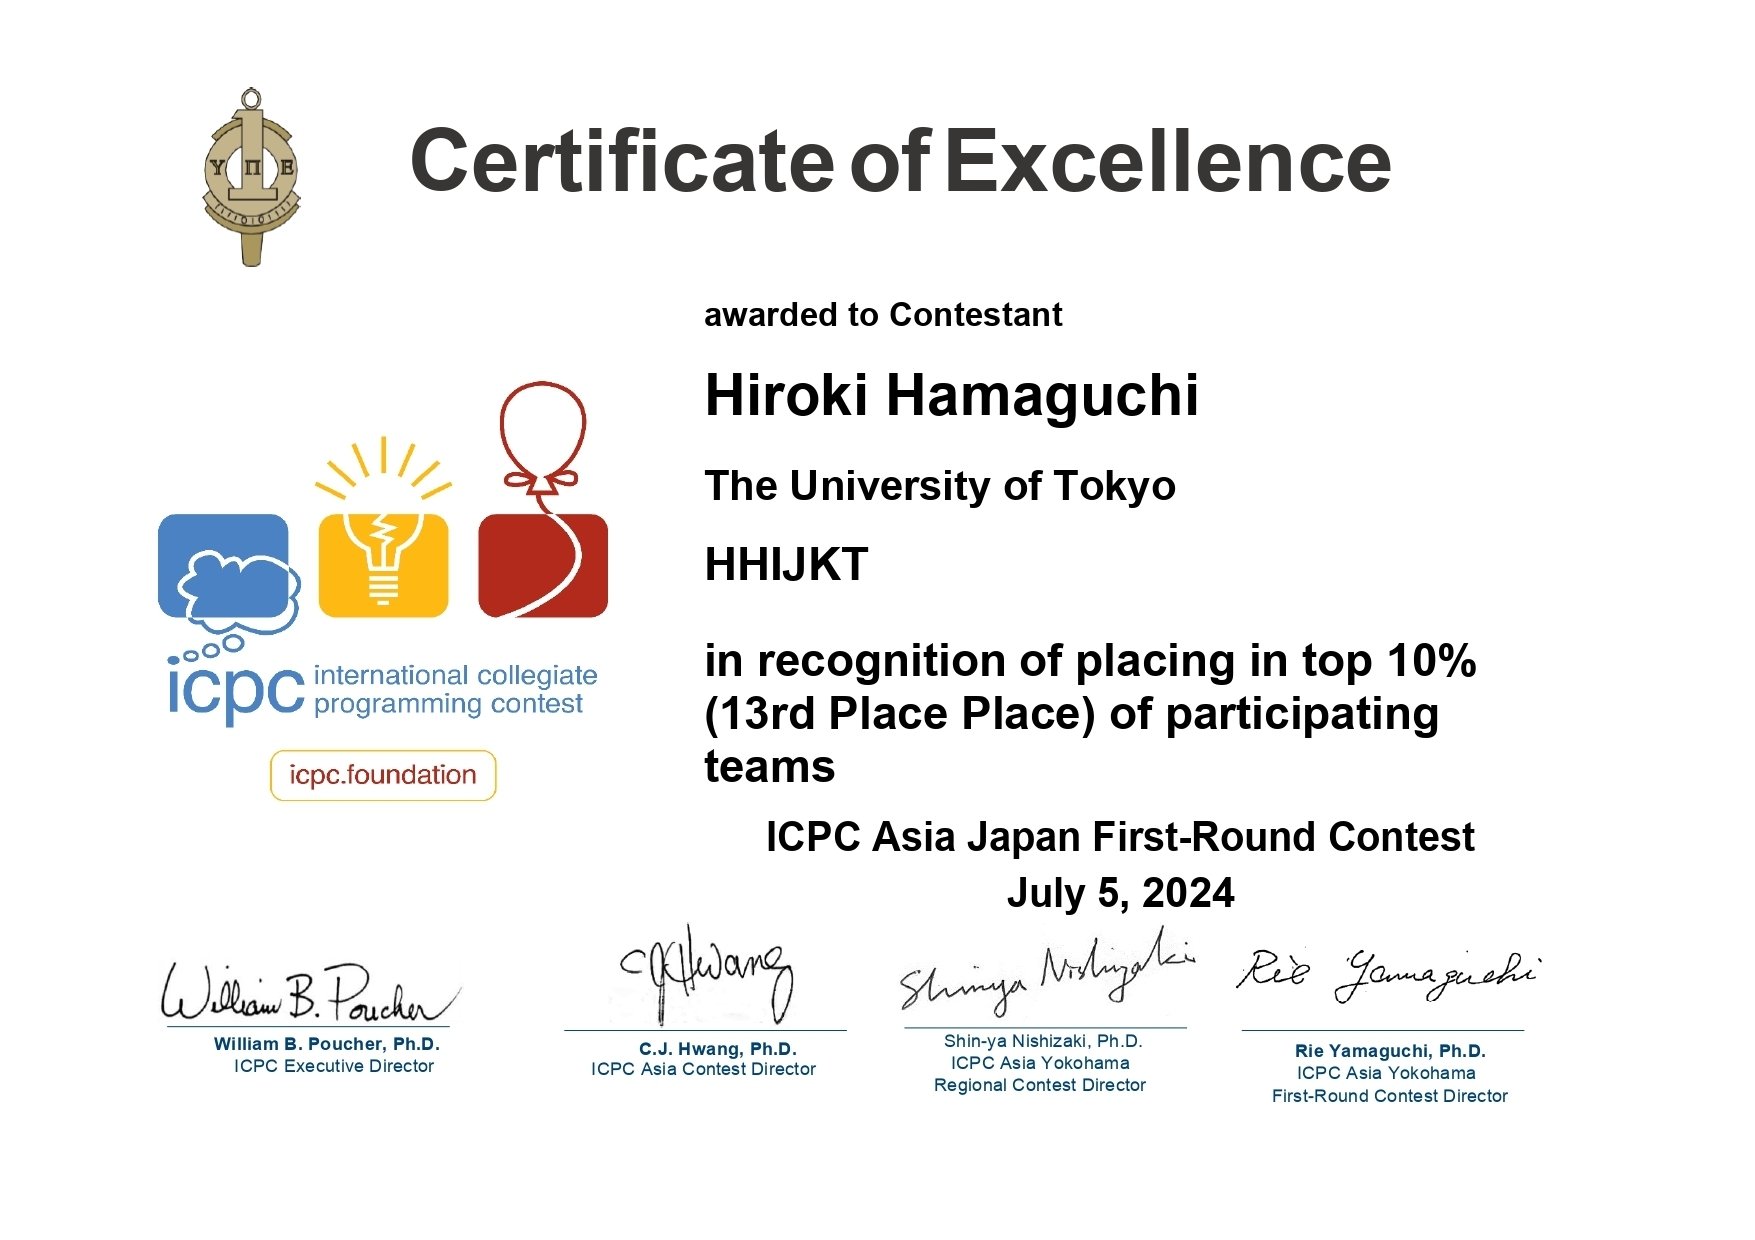 Certificate of Excellence
Υ Π Ε
awarded to Contestant
Hiroki Hamaguchi
The University of Tokyo
HHIJKT
in recognition of placing in top 10%
(13rd Place Place) of participating
teams
icpc international collegiate
programming contest
icpc.foundation
ICPC Asia Japan First-Round Contest
July 5, 2024
William B. Poucher
William B. Poucher, Ph.D.
ICPC Executive Director
CJ Hwang
C.J. Hwang, Ph.D.
ICPC Asia Contest Director
Shinya Nishizaki
Shin-ya Nishizaki, Ph.D.
ICPC Asia Yokohama
Regional Contest Director
Rie Yamaguchi
Rie Yamaguchi, Ph.D.
ICPC Asia Yokohama
First-Round Contest Director